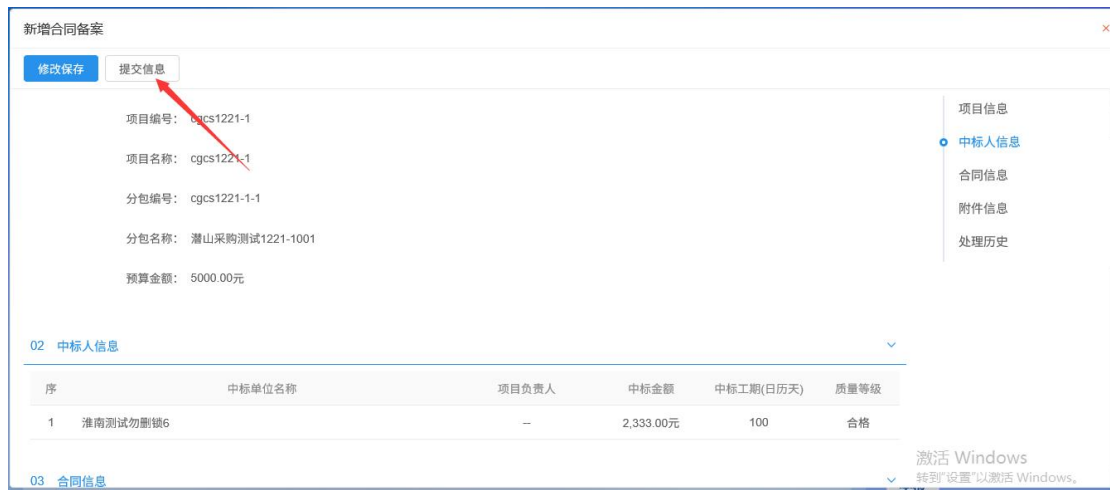 新增合同备案
×
修改保存 提交信息
项目编号： cgcs1221-1
项目名称： cgcs1221-1
分包编号： cgcs1221-1-1
分包名称： 潜山采购测试1221-1001
预算金额： 5000.00元
项目信息
中标人信息
合同信息
附件信息
处理历史
02 中标人信息
序 中标单位名称 项目负责人 中标金额 中标工期(日历天) 质量等级
1 淮南测试勿删锁6 -- 2,333.00元 100 合格
03 合同信息
激活 Windows
转到"设置"以激活 Windows。